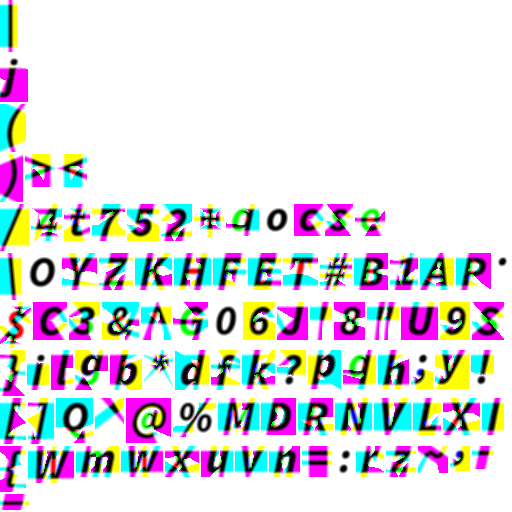 |
j
(
) > <
/ 4 t 7 5 2 + a o c s e
\ O Y Z K H F E T # B 1 A P .
$ C 3 & ^ G 0 6 J ' 8 " U 9 S
} i l g b * d f k ? p q h ; y !
[ ] Q ` @ % M D R N V L X I
{ W m w x u v n = : r z ~ , "
-